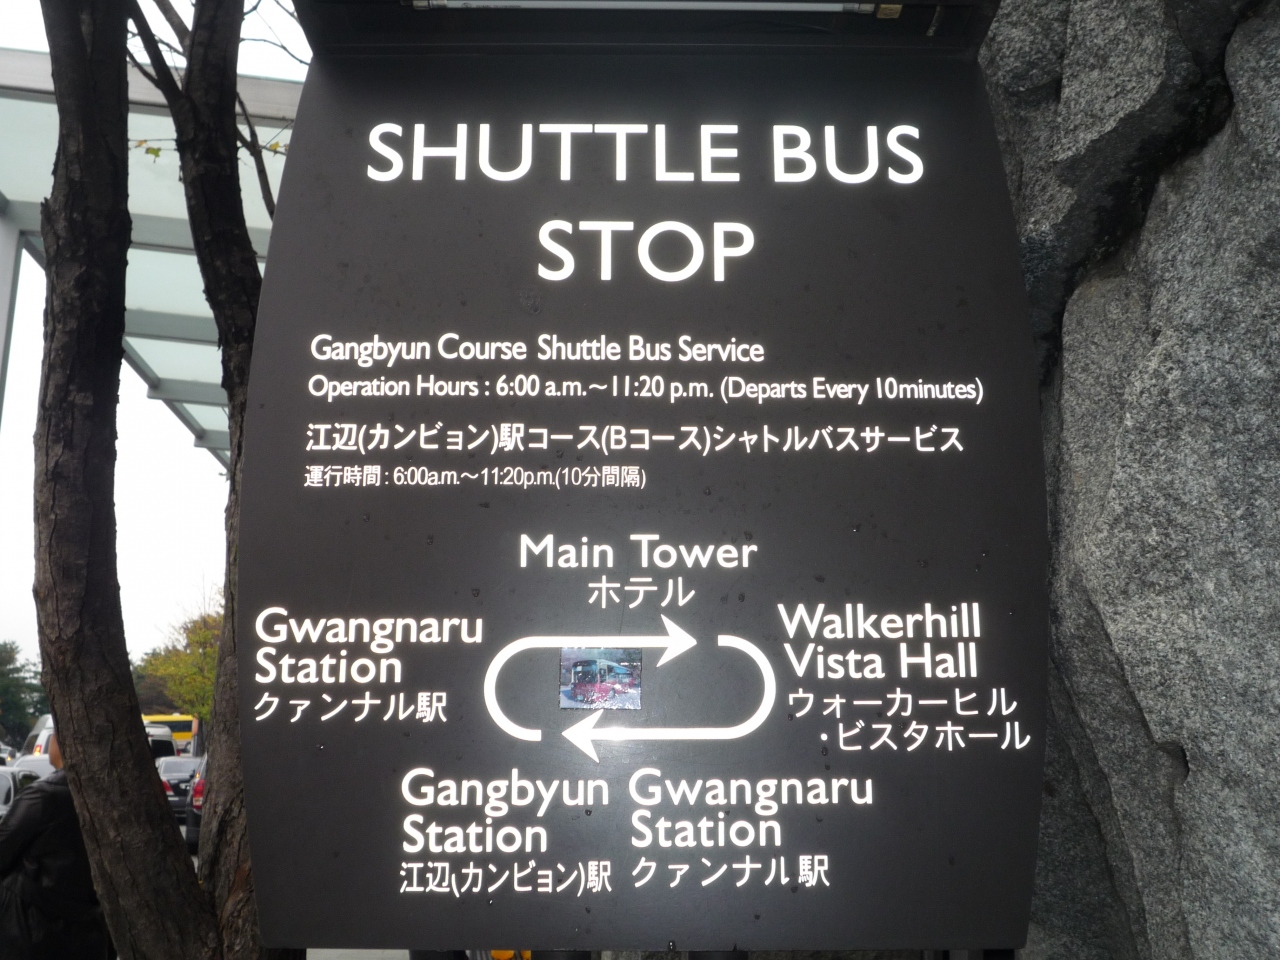 SHUTTLE BUS
STOP
Gangbyun Course Shuttle Bus Service
Operation Hours : 6:00 a.m.～11:20 p.m. (Departs Every 10minutes)
江辺(カンビョン)駅コース(Bコース)シャトルバスサービス
運行時間 : 6:00a.m.～11:20p.m.(10分間隔)
Main Tower
ホテル
Gwangnaru
Station
クァンナル駅
Walkerhill
Vista Hall
ウォーカーヒル
・ビスタホール
Gangbyun
Station
江辺(カンビョン)駅
Gwangnaru
Station
クァンナル駅